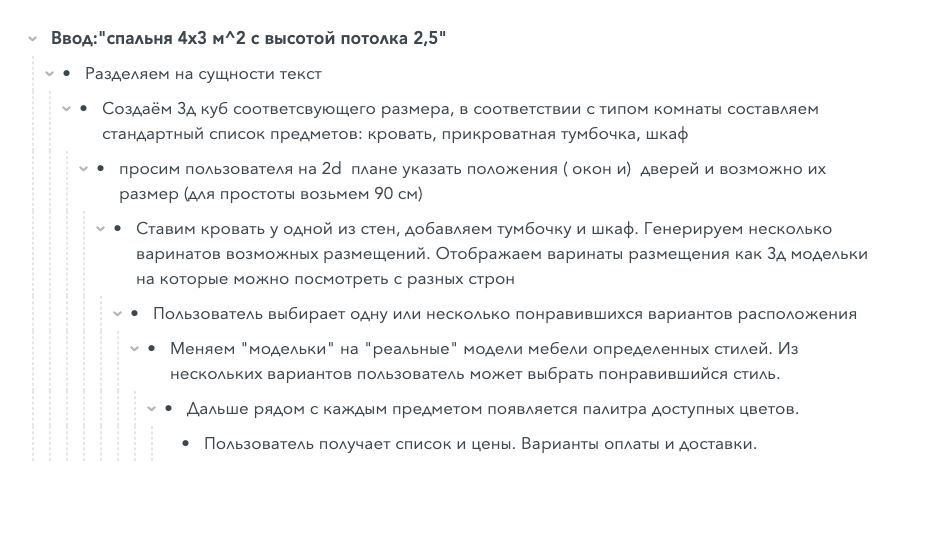 Ввод:"спальня 4х3 м^2 с высотой потолка 2,5"
Разделяем на сущности текст
Создаём 3д куб соответсвующего размера, в соответствии с типом комнаты составляем
стандартный список предметов: кровать, прикроватная тумбочка, шкаф
просим пользователя на 2d  плане указать положения ( окон и)  дверей и возможно их
размер (для простоты возьмем 90 см)
Ставим кровать у одной из стен, добавляем тумбочку и шкаф. Генерируем несколько
варинатов возможных размещений. Отображаем варинаты размещения как 3д модельки
на которые можно посмотреть с разных строн
Пользователь выбирает одну или несколько понравившихся вариантов расположения
Меняем "модельки" на "реальные" модели мебели определенных стилей. Из
нескольких вариантов пользователь может выбрать понравившийся стиль.
Дальше рядом с каждым предметом появляется палитра доступных цветов.
Пользователь получает список и цены. Варианты оплаты и доставки.